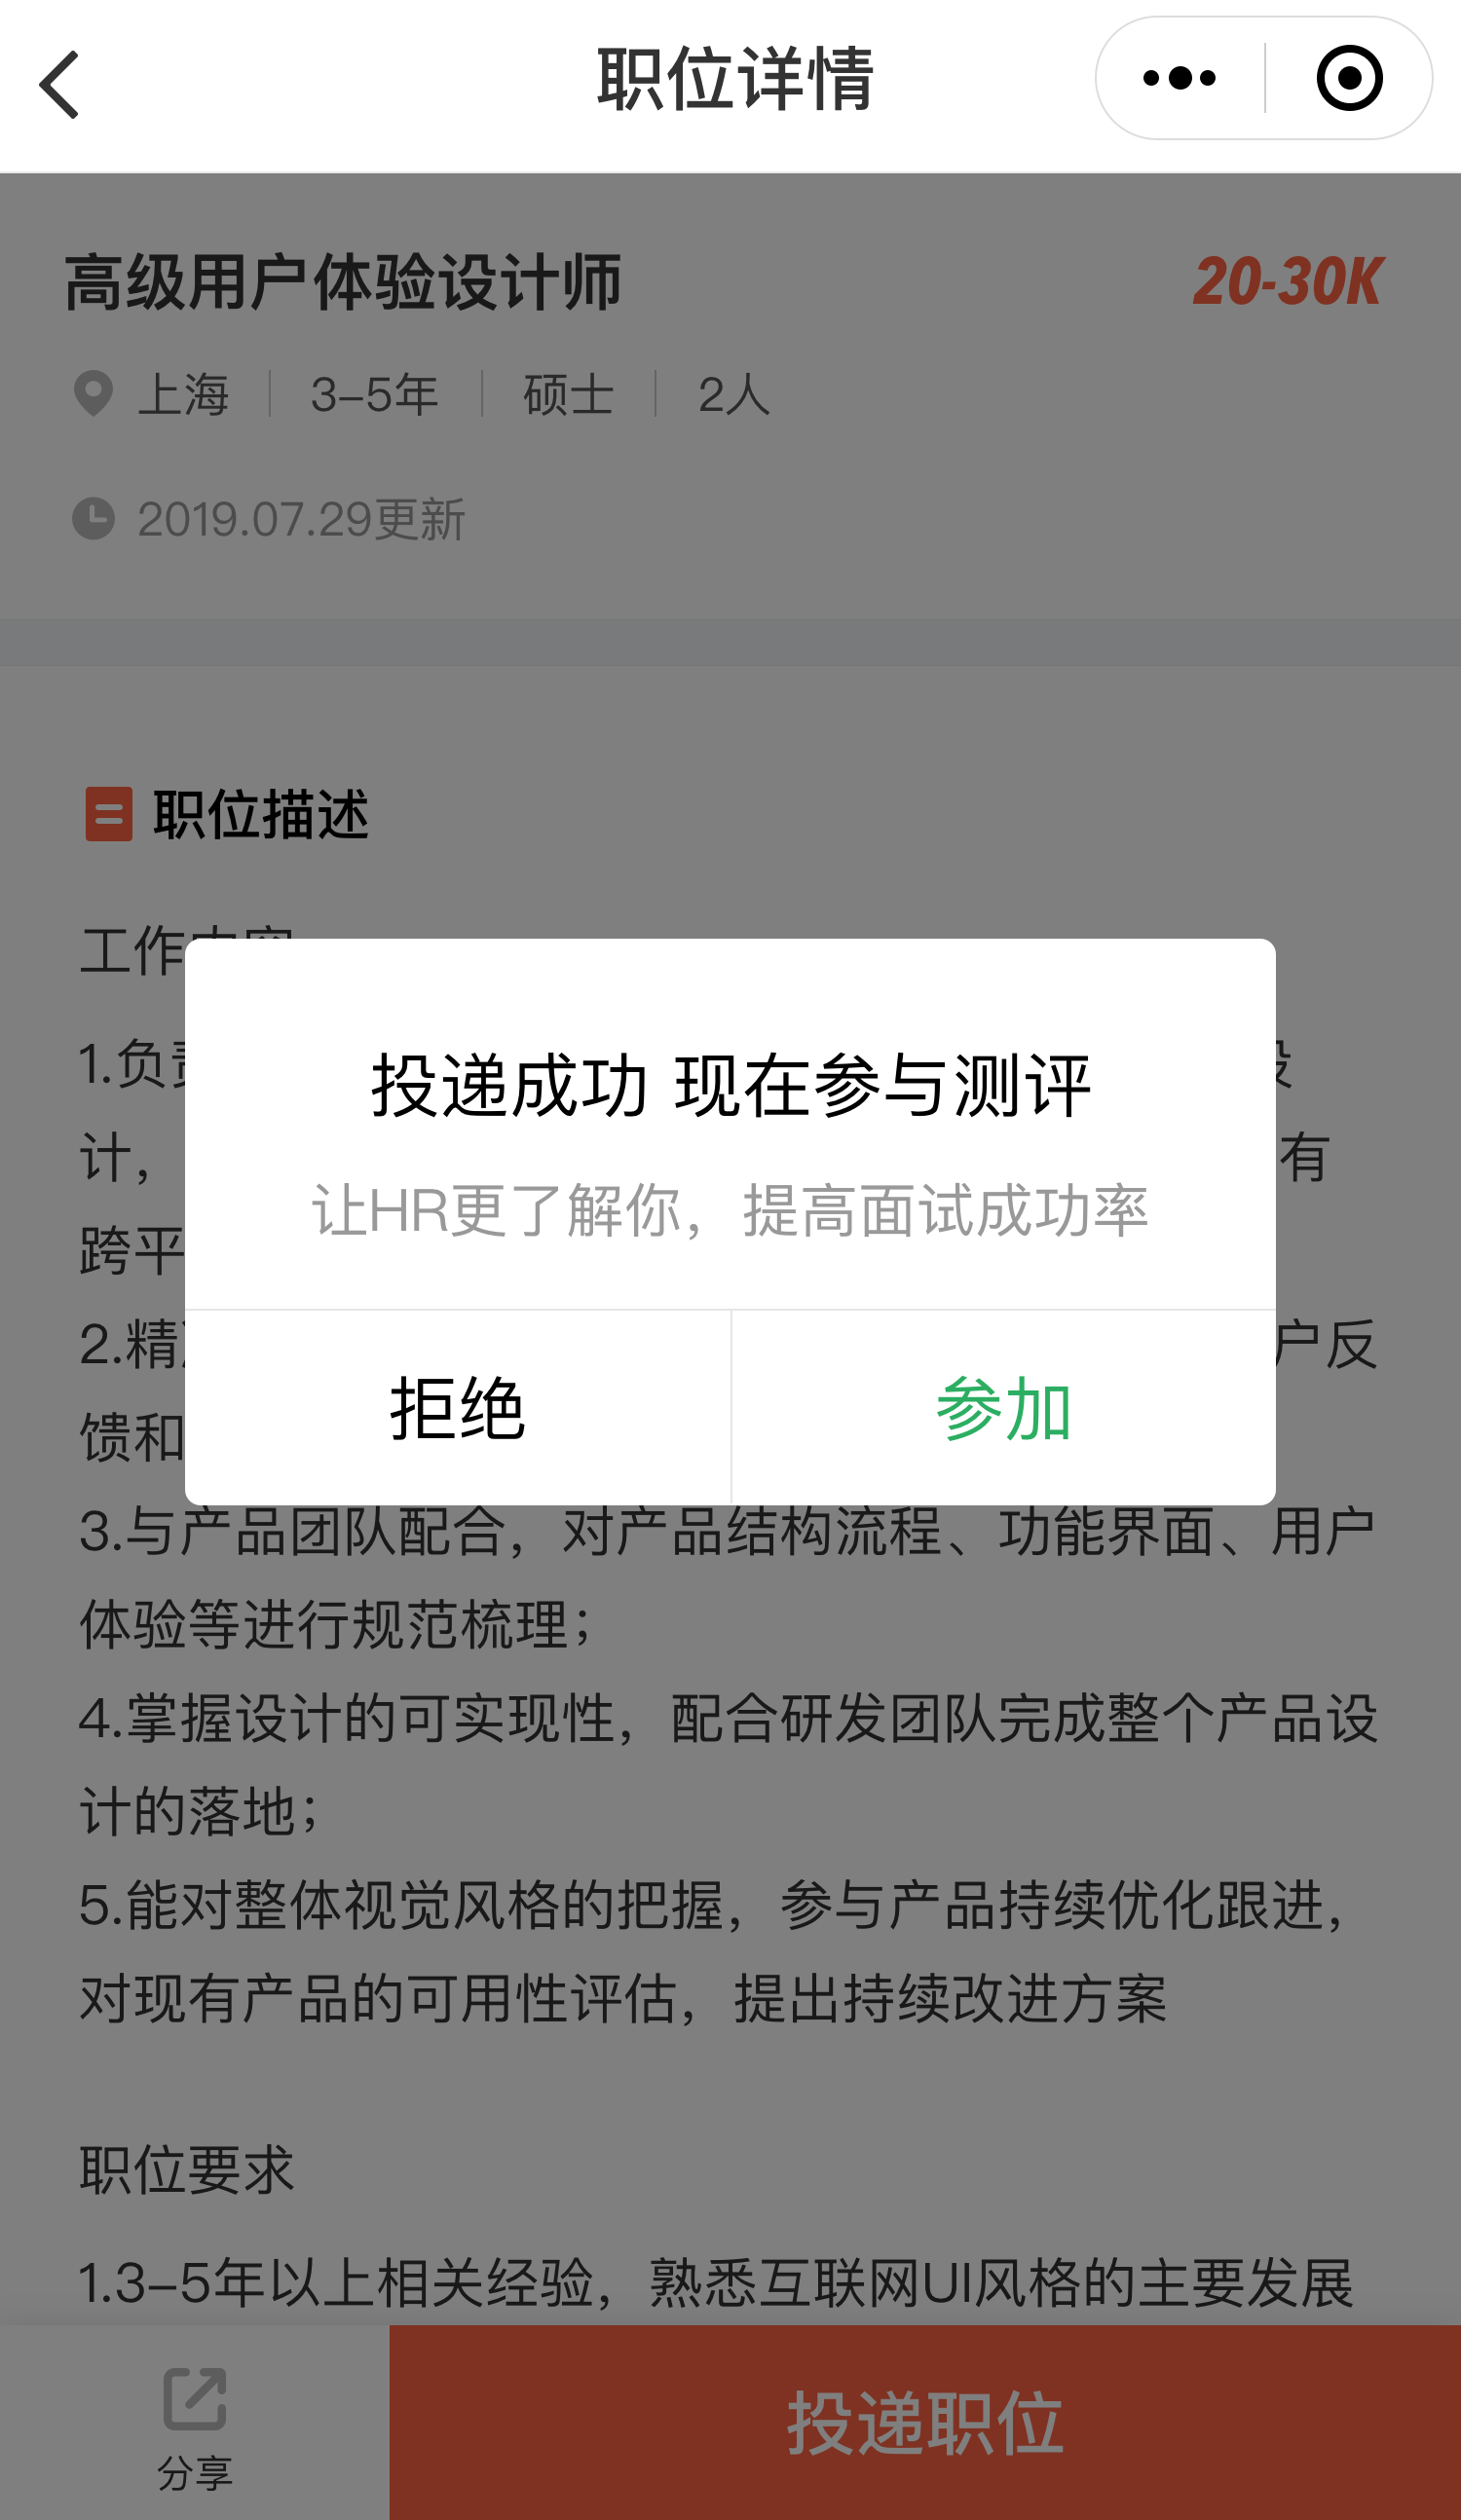 职位详情
高级用户体验设计师
20-30K
上海 3-5年 硕士 2人
2019.07.29更新
职位描述
工作内容
1.负责
计， 有
跨平
2.精 户反
馈和
投递成功 现在参与测评
让HR更了解你，提高面试成功率
拒绝 参加
3.与产品团队配合，对产品结构流程、功能界面、用户
体验等进行规范梳理；
4.掌握设计的可实现性，配合研发团队完成整个产品设
计的落地；
5.能对整体视觉风格的把握，参与产品持续优化跟进，
对现有产品的可用性评估，提出持续改进方案
职位要求
1.3-5年以上相关经验，熟悉互联网UI风格的主要发展
分享
投递职位